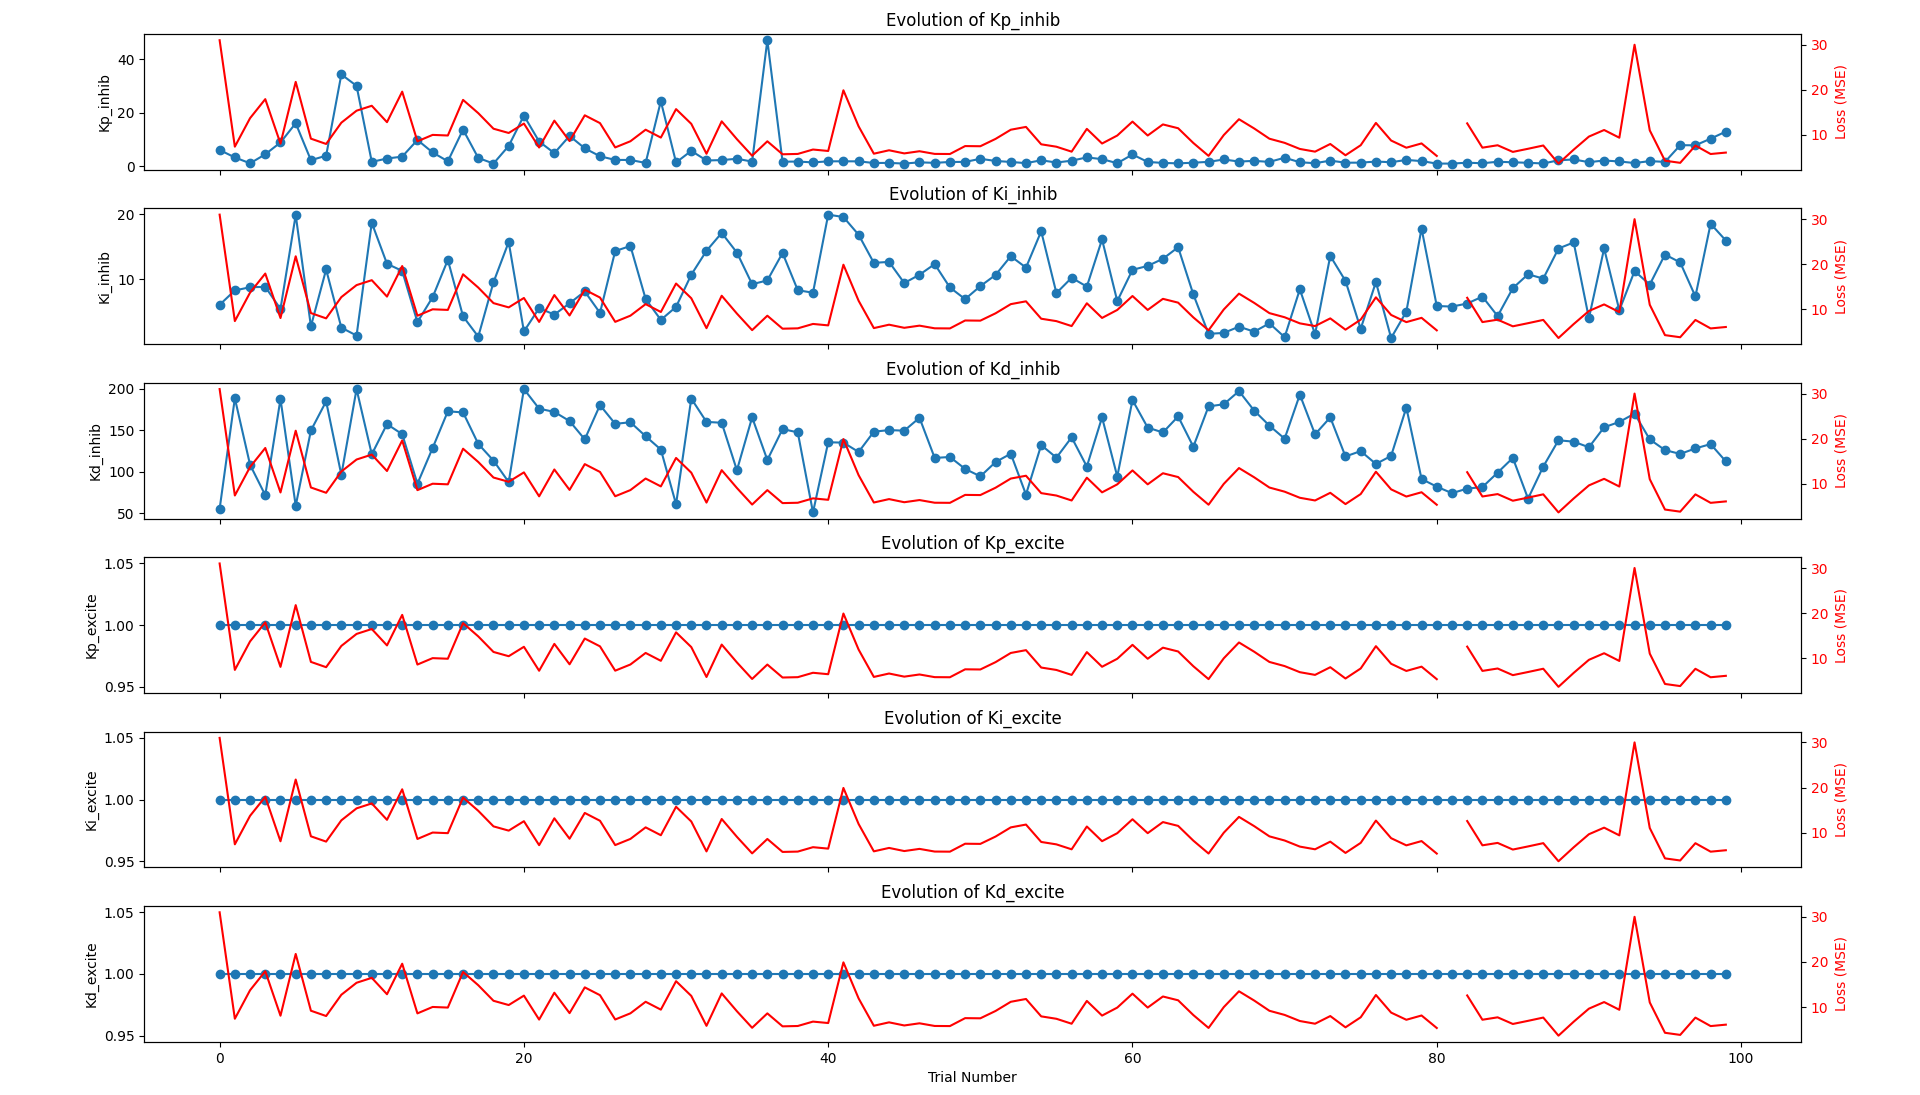 Evolution of Kp_inhib
40
20
0
Kp_inhib
30
20
10
Loss (MSE)
Evolution of Ki_inhib
20
10
Ki_inhib
30
20
10
Loss (MSE)
Evolution of Kd_inhib
200
150
100
50
Kd_inhib
30
20
10
Loss (MSE)
Evolution of Kp_excite
1.05
1.00
0.95
Kp_excite
30
20
10
Loss (MSE)
Evolution of Ki_excite
1.05
1.00
0.95
Ki_excite
30
20
10
Loss (MSE)
Evolution of Kd_excite
1.05
1.00
0.95
Kd_excite
30
20
10
Loss (MSE)
0 20 40 60 80 100
Trial Number